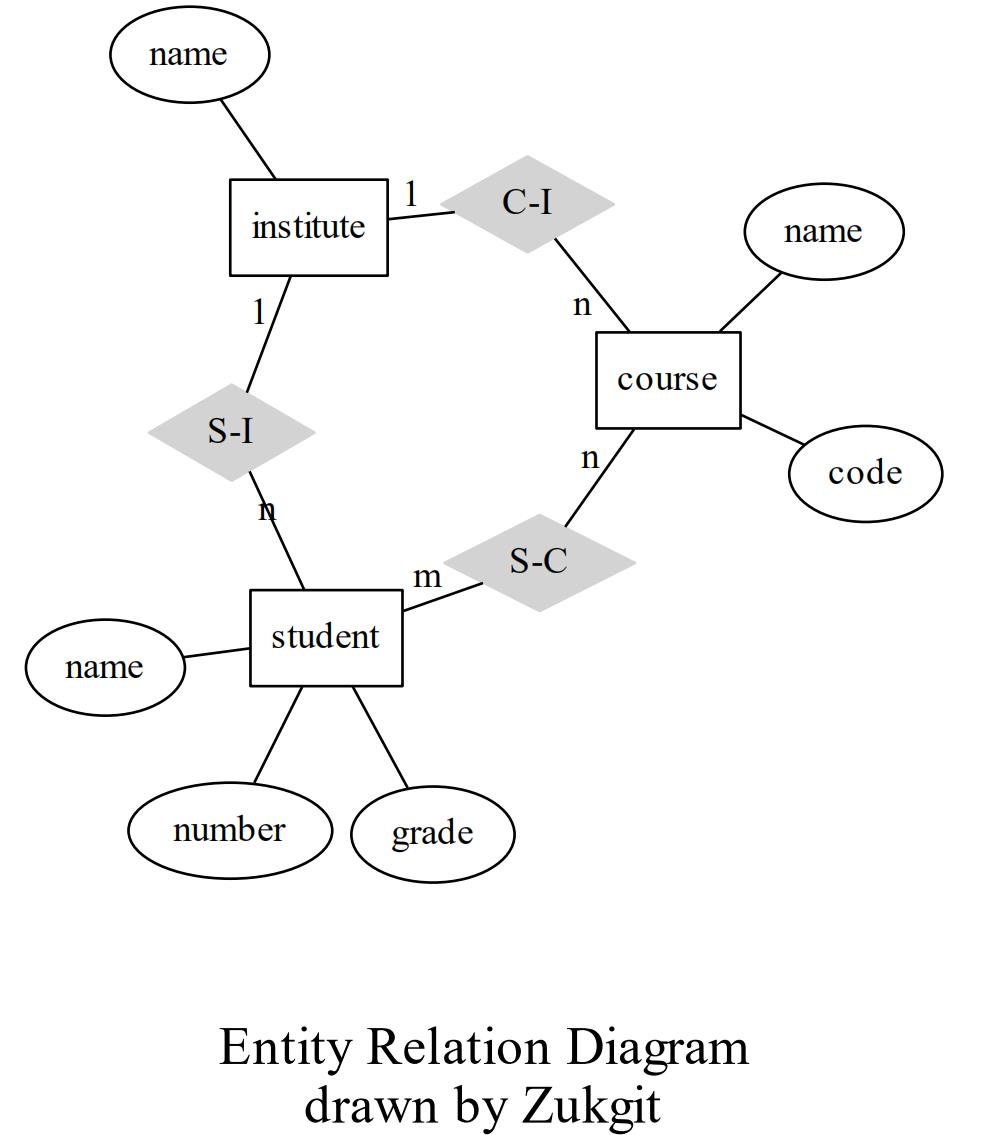 name
institute
1
C-I
n
name
course
code
1
S-I
n
n
S-C
m
student
name
number
grade
Entity Relation Diagram
drawn by Zukgit